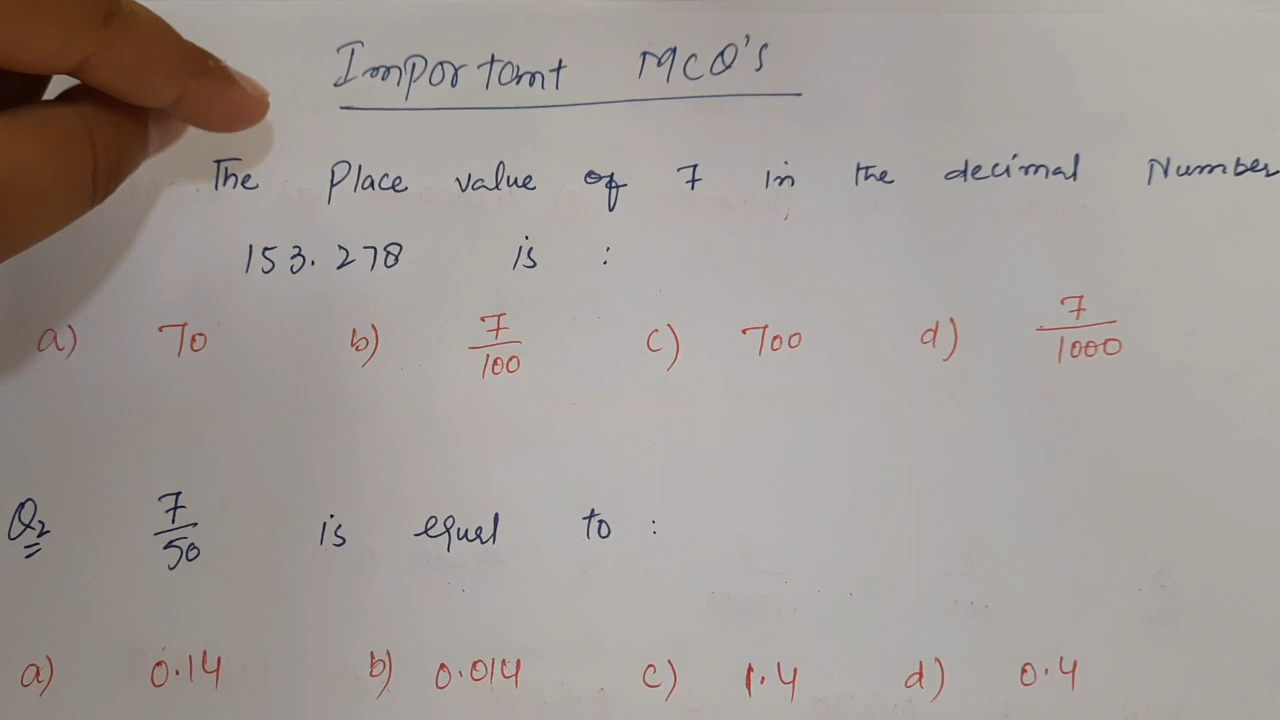 Important MCQ's
The Place value of 7 in the decimal Number
153.278 is :
a) 70 b) 7/100 c) 700 d) 7/1000
Q2 7/50 is equal to :
a) 0.14 b) 0.014 c) 1.4 d) 0.4